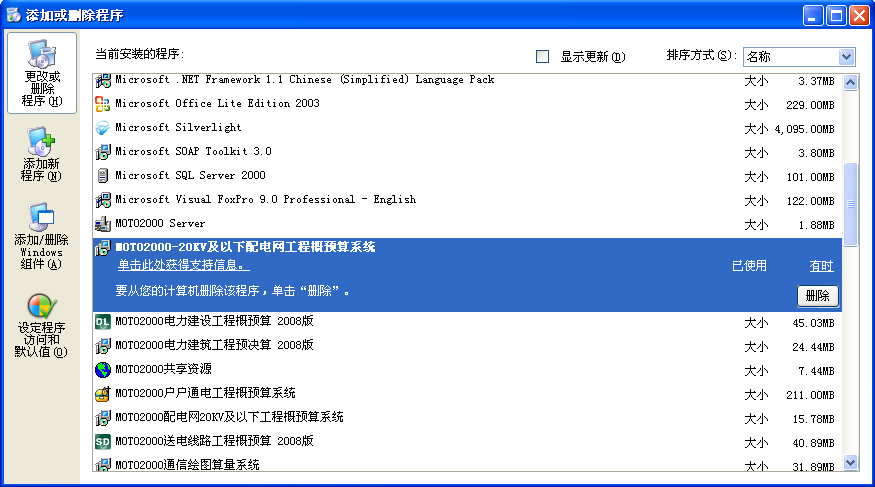 添加或删除程序
更改或
删除
程序(H)
添加新
程序(N)
添加/删除
Windows
组件(A)
设定程序
访问和
默认值(O)
当前安装的程序:
显示更新(D)
排序方式(S): 名称
Microsoft .NET Framework 1.1 Chinese (Simplified) Language Pack 大小 3.37MB
Microsoft Office Lite Edition 2003 大小 229.00MB
Microsoft Silverlight 大小 4,095.00MB
Microsoft SOAP Toolkit 3.0 大小 3.80MB
Microsoft SQL Server 2000 大小 101.00MB
Microsoft Visual FoxPro 9.0 Professional - English 大小 122.00MB
MOTO2000 Server 大小 1.88MB
MOTO2000-20KV及以下配电网工程概预算系统
单击此处获得支持信息。 已使用 有时
要从您的计算机删除该程序，单击“删除”。 删除
DL MOTO2000电力建设工程概预算 2008版 大小 45.03MB
MOTO2000电力建筑工程预决算 2008版 大小 24.44MB
MOTO2000共享资源 大小 7.44MB
MOTO2000户户通电工程概预算系统 大小 211.00MB
MOTO2000配电网20KV及以下工程概预算系统 大小 15.78MB
SD MOTO2000送电线路工程概预算 2008版 大小 40.89MB
MOTO2000通信绘图算量系统 大小 31.89MB